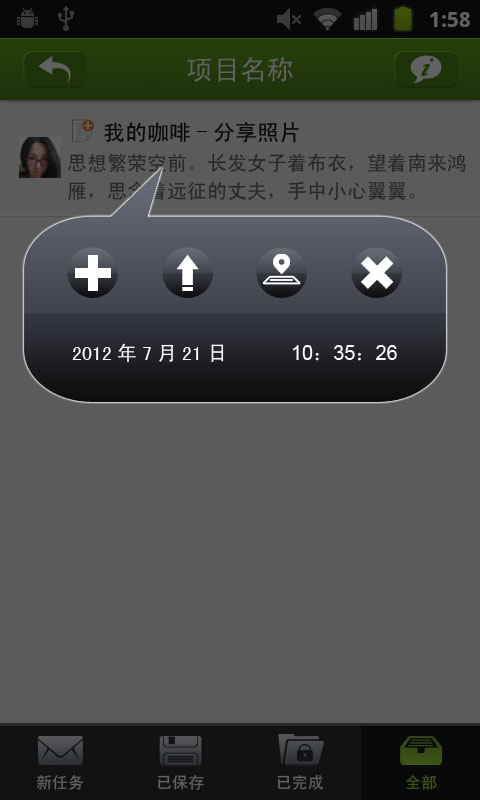 1:58
项目名称
我的咖啡－分享照片
思想繁荣空前。长发女子着布衣，望着南来鸿
雁，思念着远征的丈夫，手中小心翼翼。
2012 年 7 月 21 日 10：35：26
新任务 已保存 已完成 全部